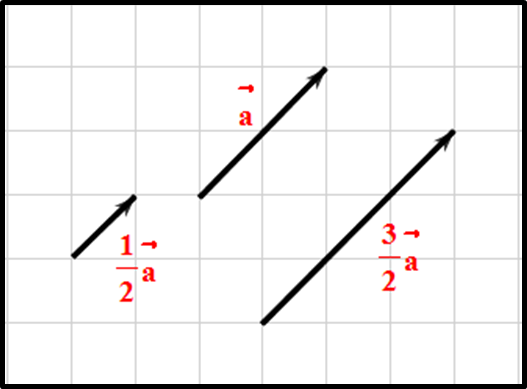 a⃗
1/2 a⃗
3/2 a⃗